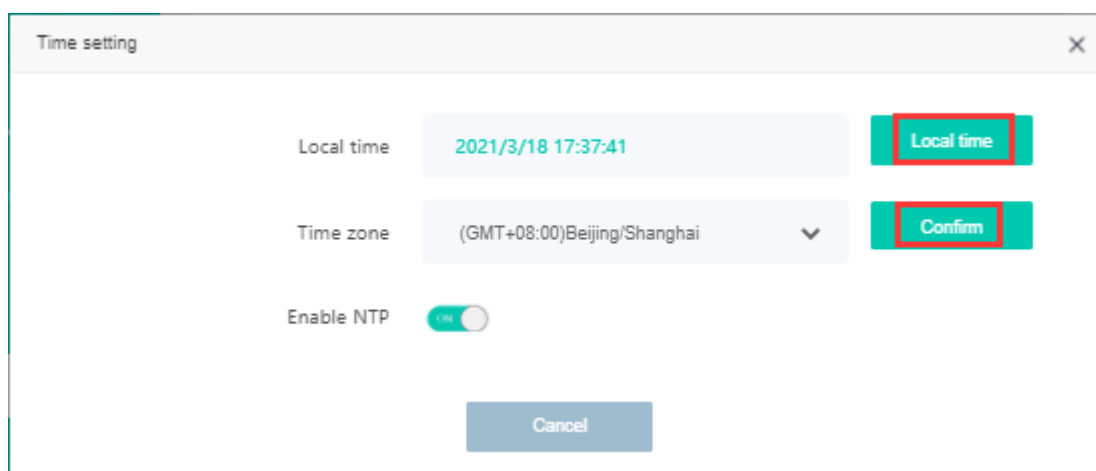 Time setting
Local time 2021/3/18 17:37:41 Local time
Time zone (GMT+08:00)Beijing/Shanghai Confirm
Enable NTP ON
Cancel